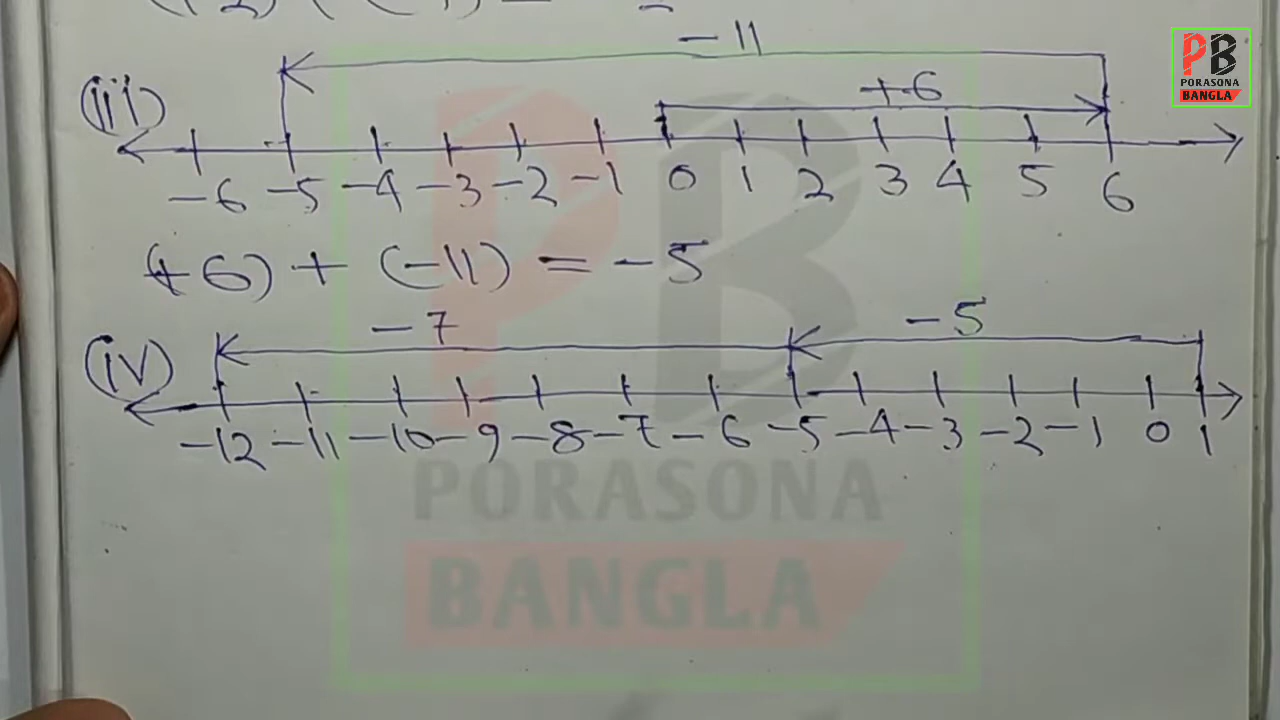 PB
PORASONA
BANGLA
-11
(iii)
+6
-6 -5 -4 -3 -2 -1 0 1 2 3 4 5 6
(+6) + (-11) = -5
-7 -5
(iv)
-12 -11 -10 -9 -8 -7 -6 -5 -4 -3 -2 -1 0 1
PB
PORASONA
BANGLA